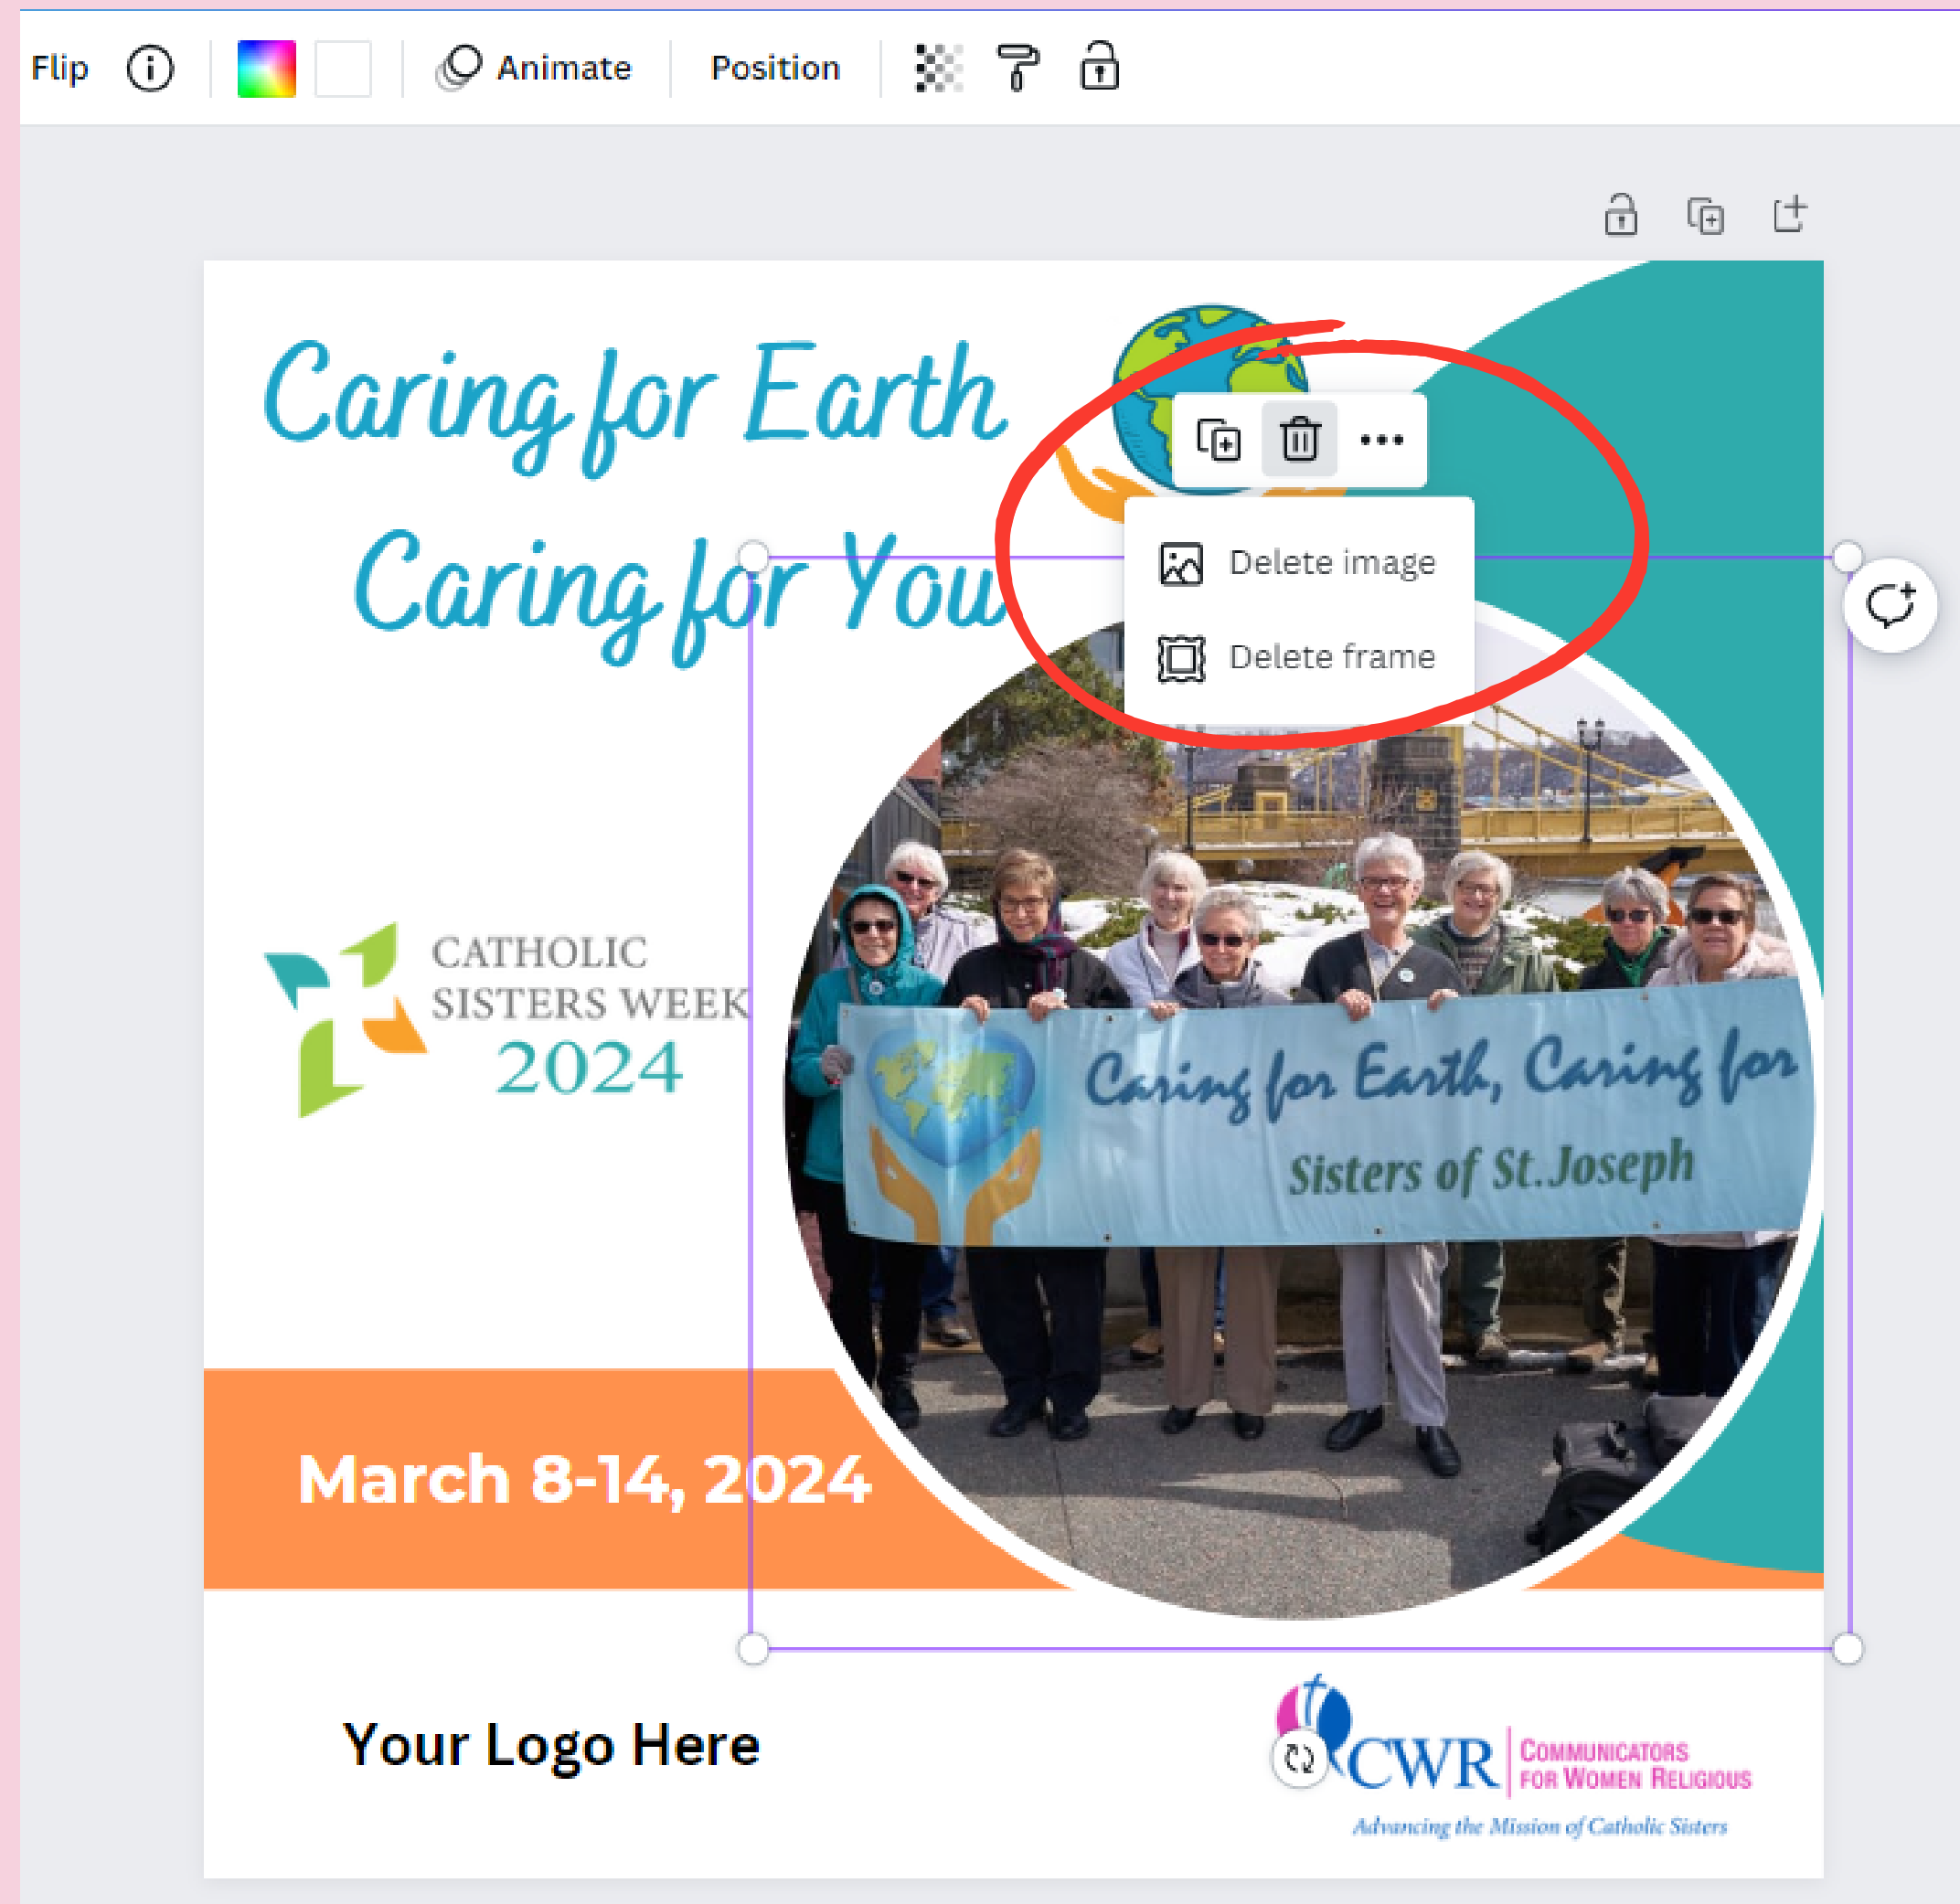 Flip
Animate
Position
Caring for Earth
Caring for You
Delete image
Delete frame
CATHOLIC
SISTERS WEEK
2024
Caring for Earth, Caring for
Sisters of St. Joseph
March 8-14, 2024
Your Logo Here
CWR
COMMUNICATORS
FOR WOMEN RELIGIOUS
Advancing the Mission of Catholic Sisters